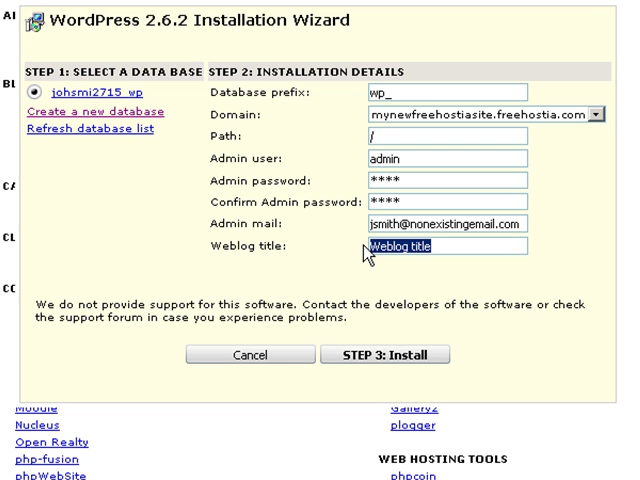 WordPress 2.6.2 Installation Wizard
STEP 1: SELECT A DATA BASE
johsmi2715_wp
Create a new database
Refresh database list
STEP 2: INSTALLATION DETAILS
Database prefix: wp_
Domain: mynewfreehostiasite.freehostia.com
Path: /
Admin user: admin
Admin password: ****
Confirm Admin password: ****
Admin mail: jsmith@nonexistingemail.com
Weblog title: Weblog title
We do not provide support for this software. Contact the developers of the software or check
the support forum in case you experience problems.
Cancel STEP 3: Install
Moodle
Nucleus
Open Realty
php-fusion
phpWebSite
Gallery2
plogger
WEB HOSTING TOOLS
phpcoin